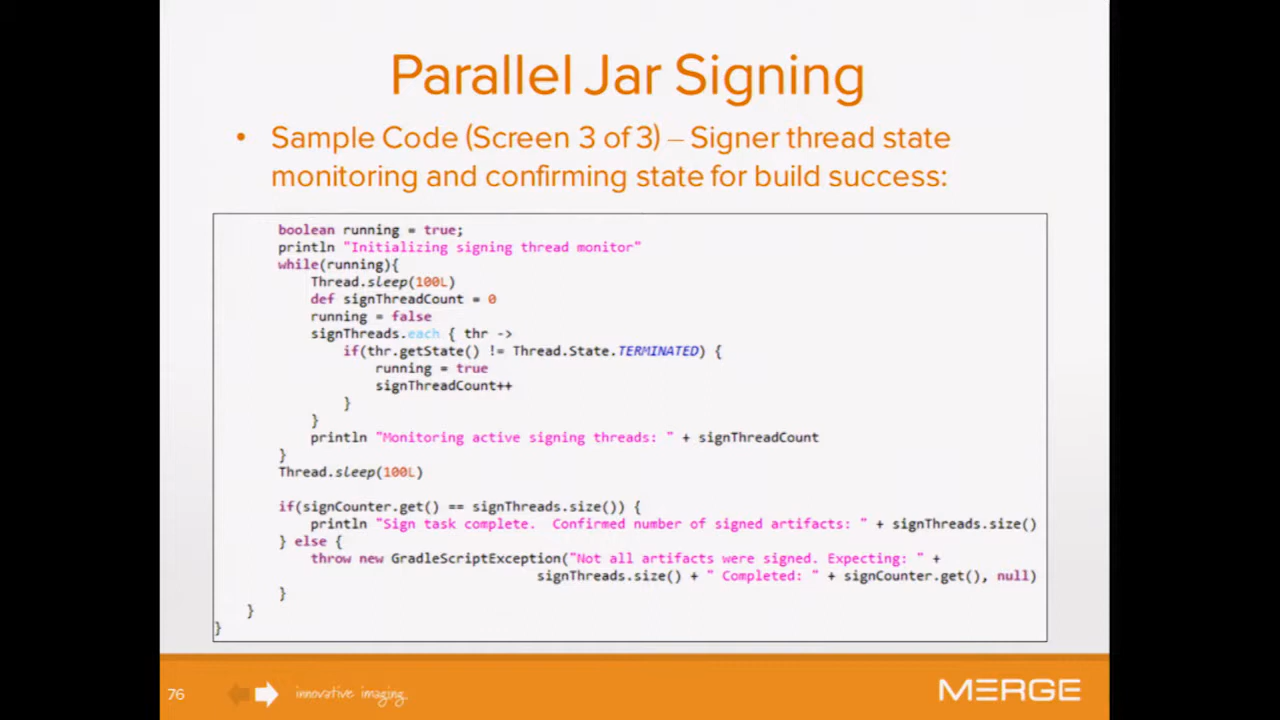 Parallel Jar Signing
• Sample Code (Screen 3 of 3) – Signer thread state
monitoring and confirming state for build success:
boolean running = true;
println "Initializing signing thread monitor"
while(running){
Thread.sleep(100L)
def signThreadCount = 0
running = false
signThreads.each { thr ->
if(thr.getState() != Thread.State.TERMINATED) {
running = true
signThreadCount++
}
}
println "Monitoring active signing threads: " + signThreadCount
}
Thread.sleep(100L)
if(signCounter.get() == signThreads.size()) {
println "Sign task complete.  Confirmed number of signed artifacts: " + signThreads.size()
} else {
throw new GradleScriptException("Not all artifacts were signed. Expecting: " +
signThreads.size() + " Completed: " + signCounter.get(), null)
}
}
}
76
innovative imaging.
MERGE